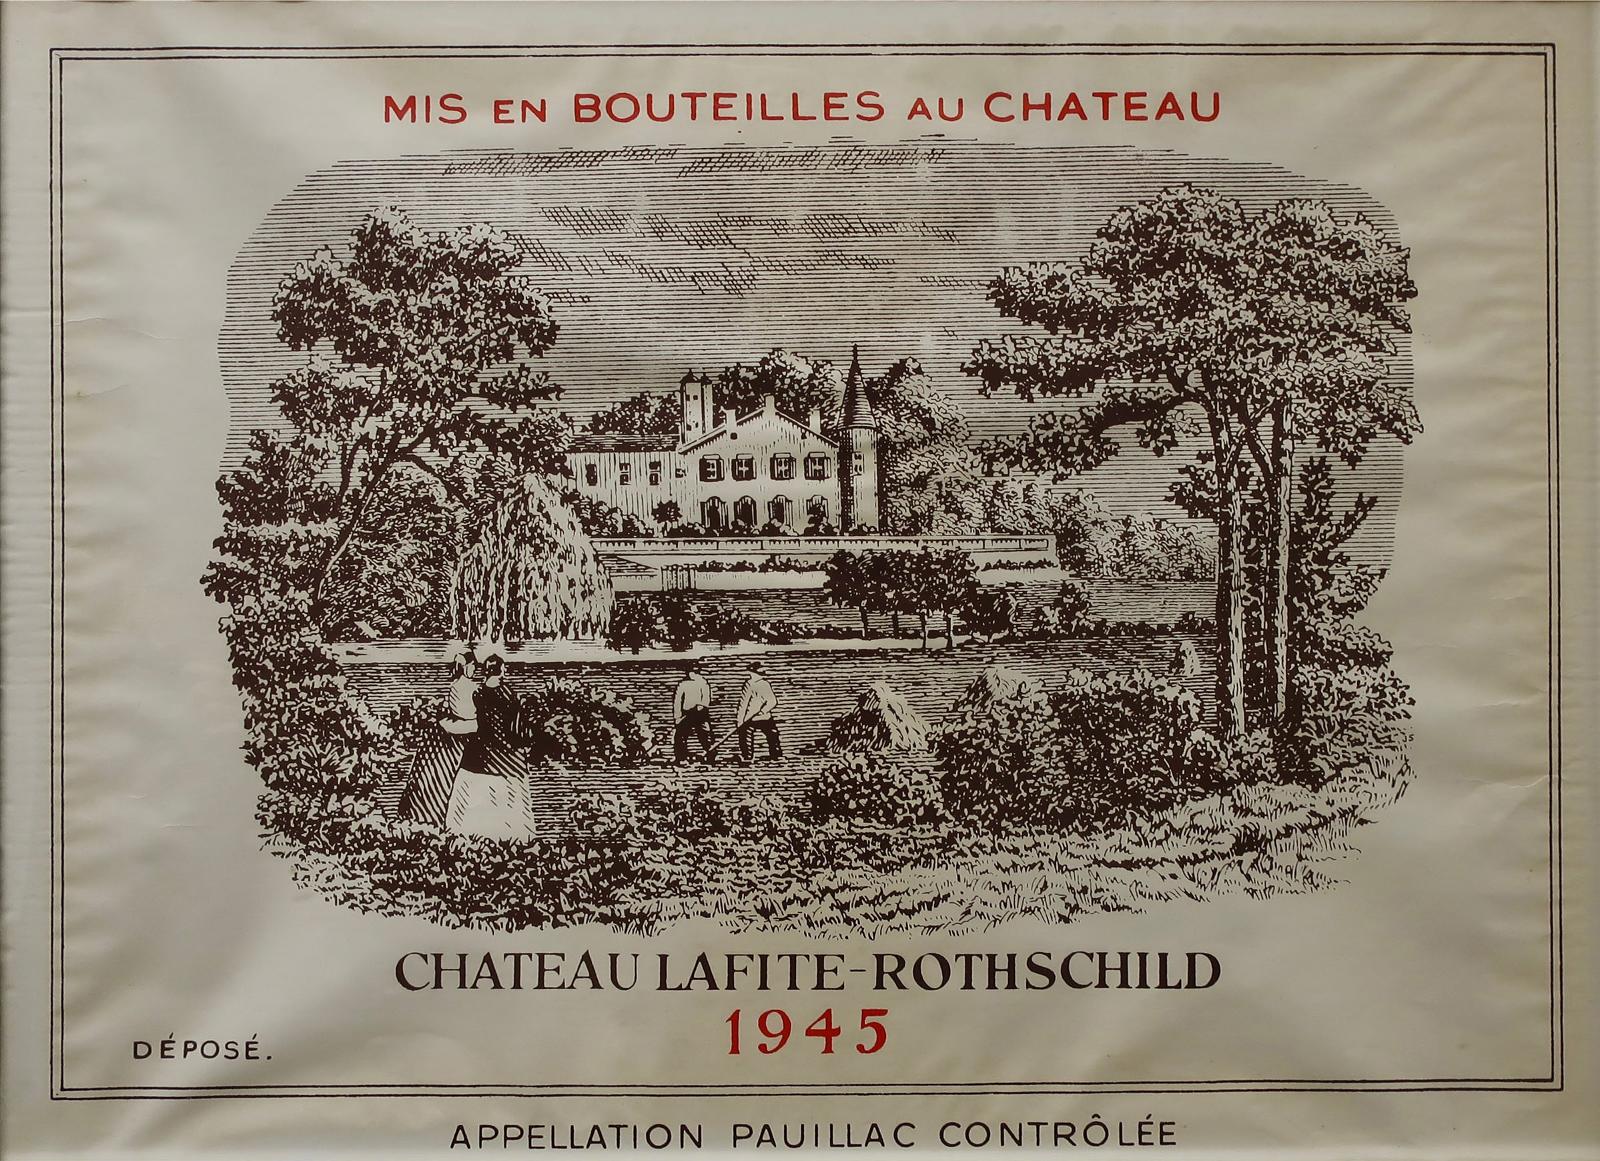 MIS EN BOUTEILLES AU CHATEAU
CHATEAU LAFITE-ROTHSCHILD
1945
DÉPOSÉ.
APPELLATION PAUILLAC CONTRÔLÉE